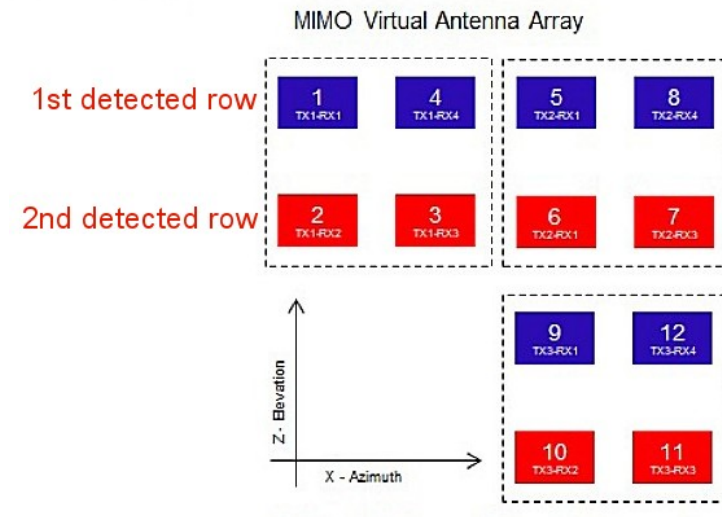 MIMO Virtual Antenna Array
1st detected row
1
TX1-RX1
4
TX1-RX4
5
TX2-RX1
8
TX2-RX4
2nd detected row
2
TX1-RX2
3
TX1-RX3
6
TX2-RX1
7
TX2-RX3
9
TX3-RX1
12
TX3-RX4
10
TX3-RX2
11
TX3-RX3
Z - Elevation
X - Azimuth